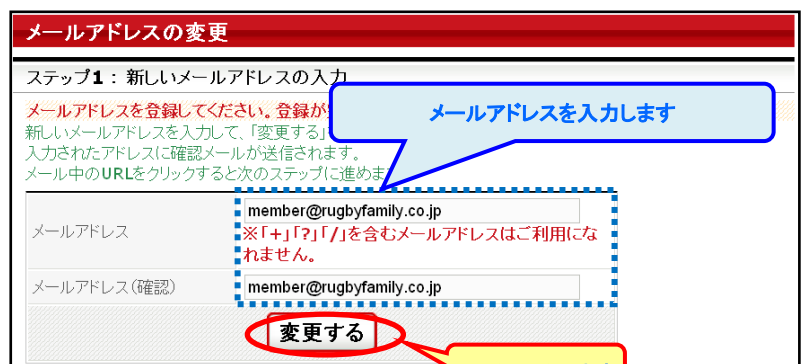 メールアドレスの変更
ステップ1：新しいメールアドレスの入力
メールアドレスを登録してください。登録が
メールアドレスを入力します
新しいメールアドレスを入力して、「変更する」
入力されたアドレスに確認メールが送信されます。
メール中のURLをクリックすると次のステップに進めま
メールアドレス
member@rugbyfamily.co.jp
※「+」「?」「/」を含むメールアドレスはご利用にな
れません。
メールアドレス（確認）
member@rugbyfamily.co.jp
変更する